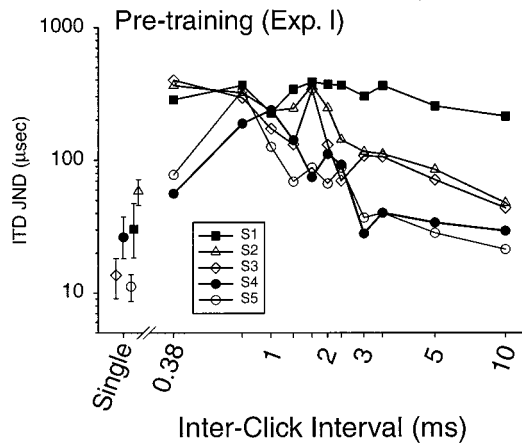 Pre-training (Exp. I)
1000
100
10
ITD JND (μsec)
S1
S2
S3
S4
S5
Single
0.38
1
2
3
5
10
Inter-Click Interval (ms)